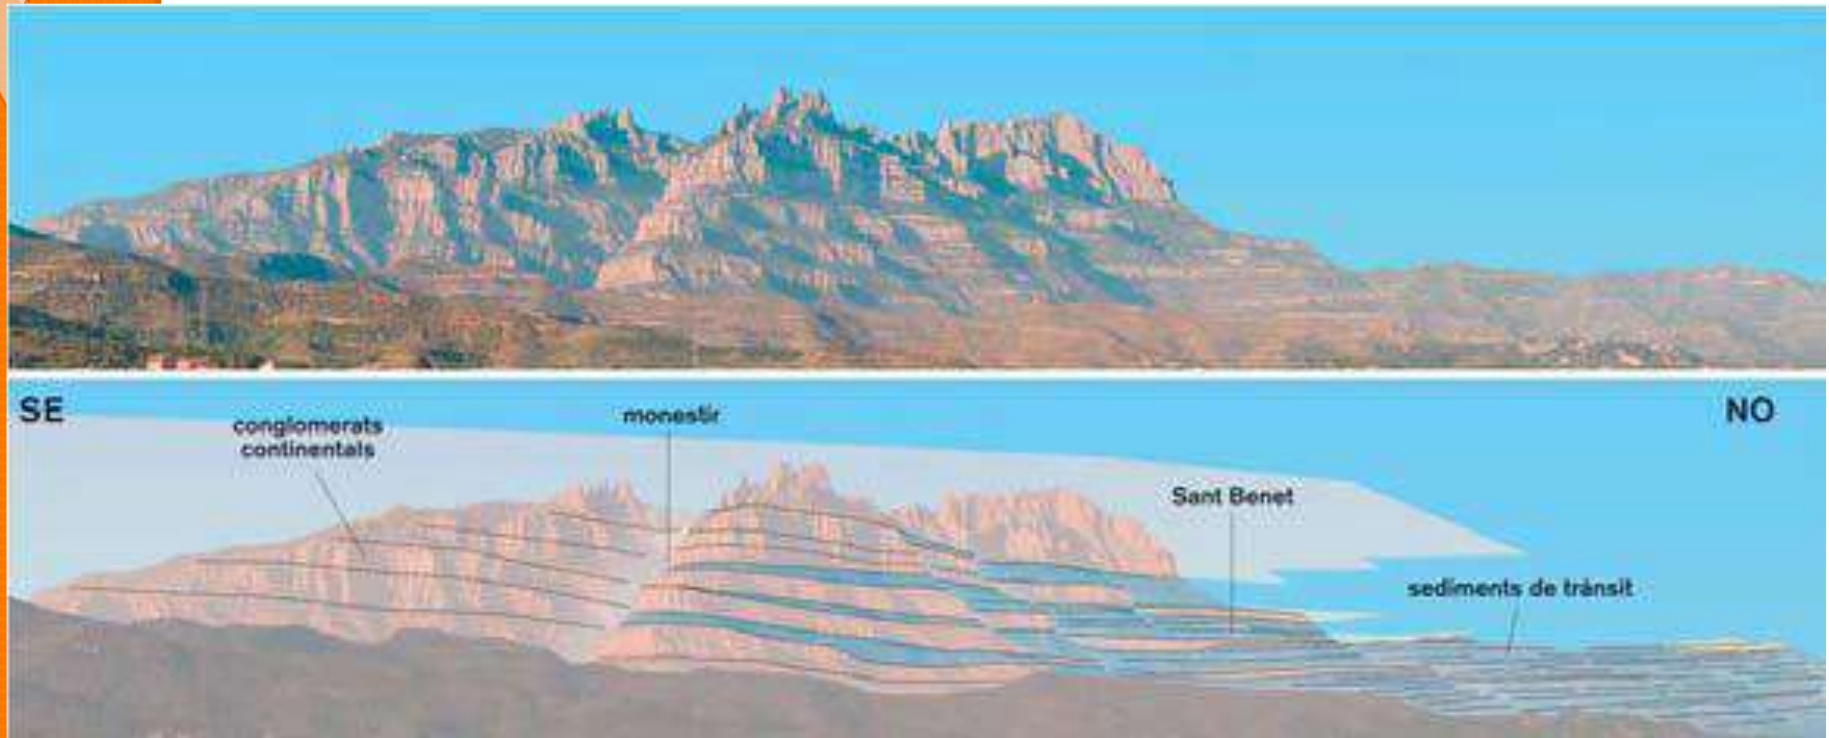 SE
NO
conglomerats
continentals
monestir
Sant Benet
sediments de trànsit